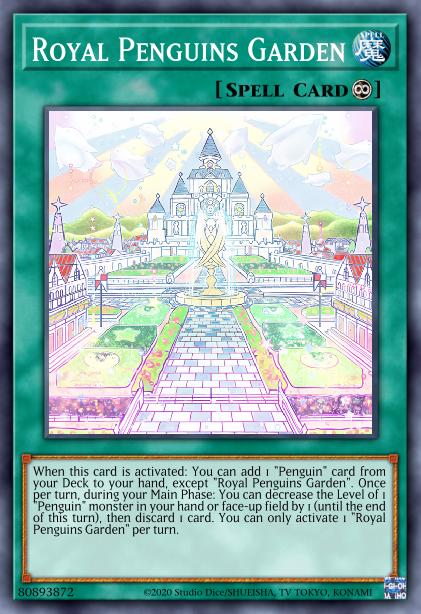 ROYAL PENGUINS GARDEN
SPELL
魔
[SPELL CARD]
When this card is activated: You can add 1 "Penguin" card from
your Deck to your hand, except "Royal Penguins Garden". Once
per turn, during your Main Phase: You can decrease the Level of 1
"Penguin" monster in your hand or face-up field by 1 (until the end
of this turn), then discard 1 card. You can only activate 1 "Royal
Penguins Garden" per turn.
80893872 ©2020 Studio Dice/SHUEISHA, TV TOKYO, KONAMI